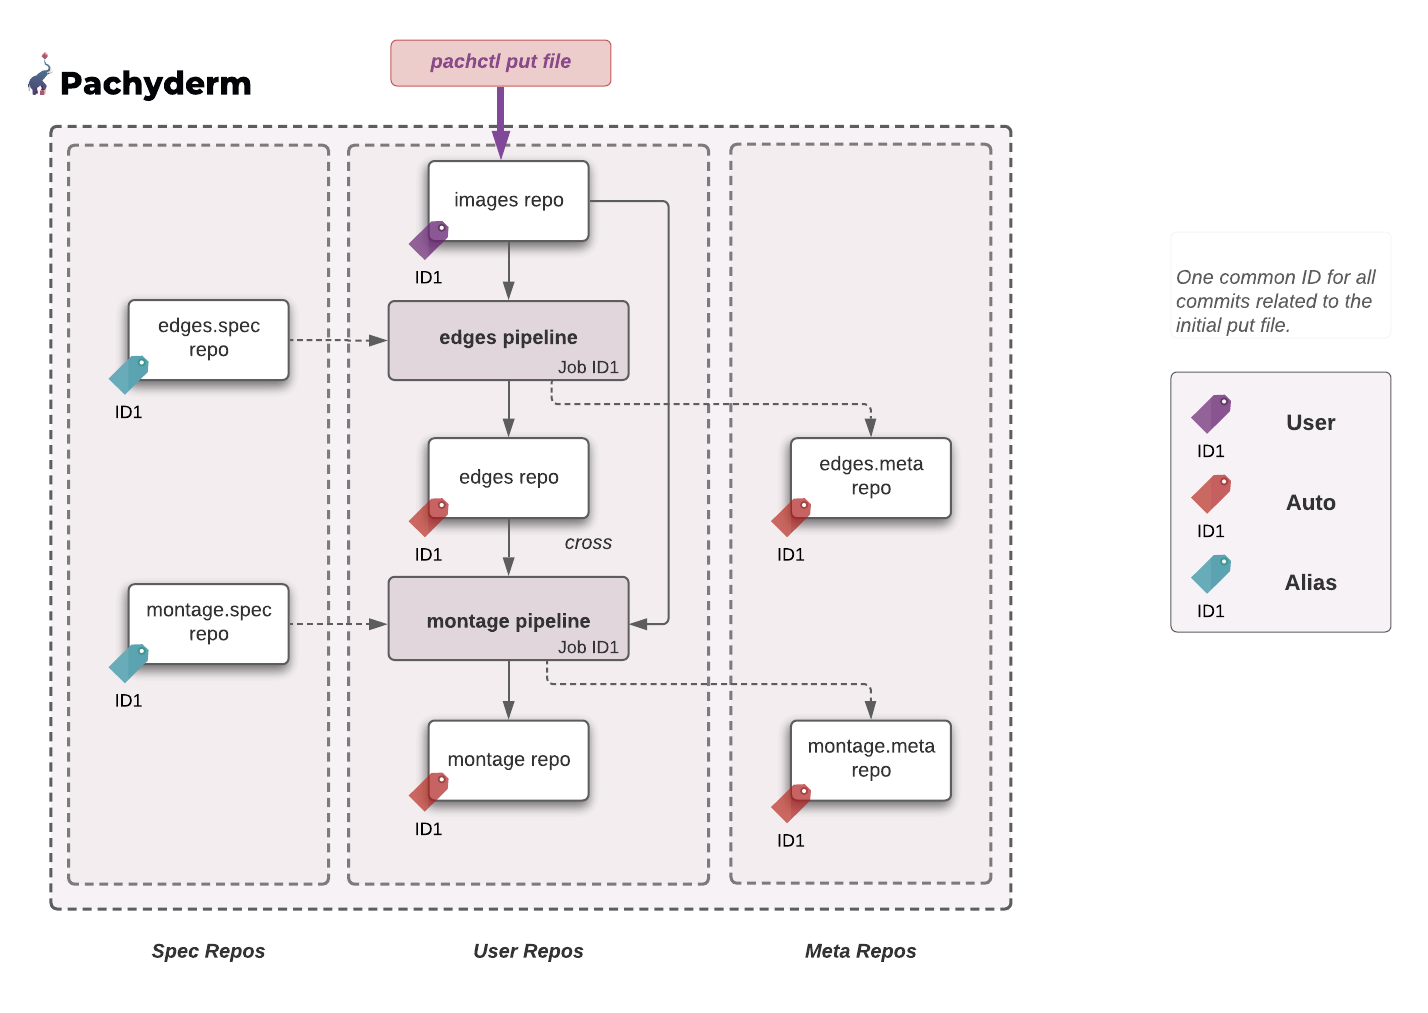 Pachyderm
pachctl put file
images repo
ID1
edges.spec
repo
ID1
edges pipeline
Job ID1
edges repo
ID1
cross
edges.meta
repo
ID1
montage.spec
repo
ID1
montage pipeline
Job ID1
montage repo
ID1
montage.meta
repo
ID1
Spec Repos
User Repos
Meta Repos
One common ID for all
commits related to the
initial put file.
User
ID1
Auto
ID1
Alias
ID1